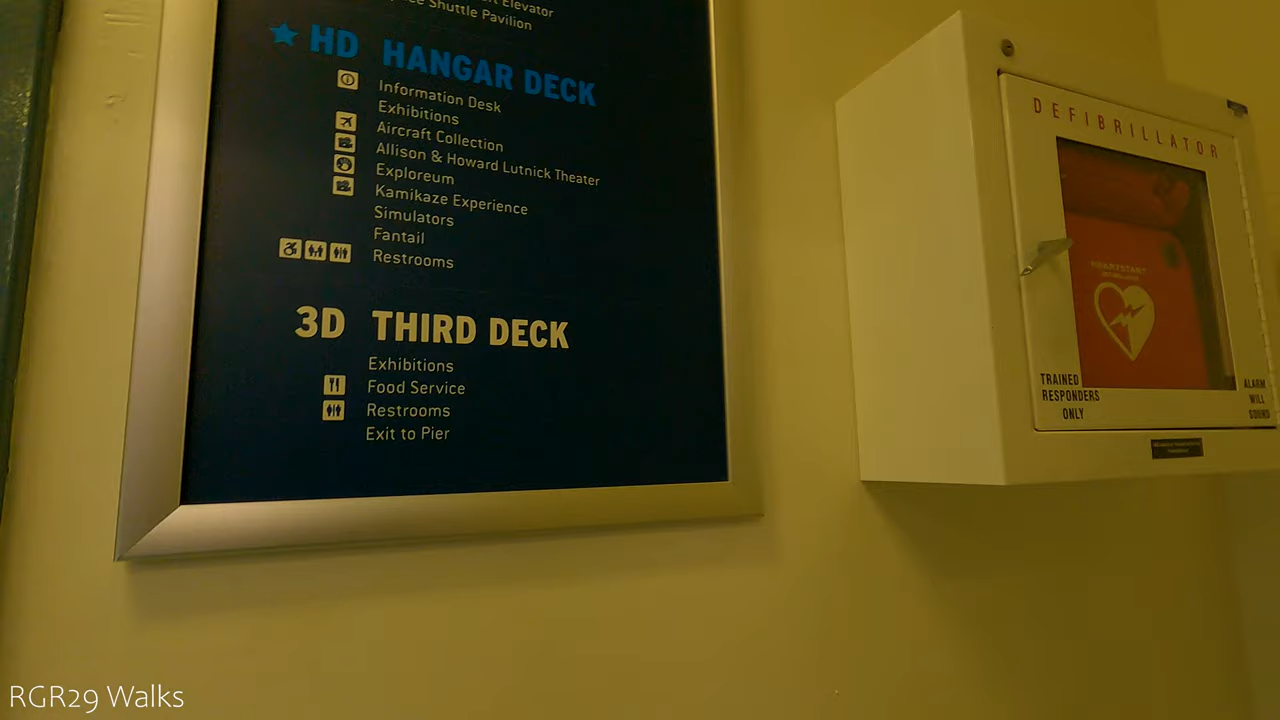 Elevator
Shuttle Pavilion
HD HANGAR DECK
Information Desk
Exhibitions
Aircraft Collection
Allison & Howard Lutnick Theater
Exploreum
Kamikaze Experience
Simulators
Fantail
Restrooms
3D THIRD DECK
Exhibitions
Food Service
Restrooms
Exit to Pier
DEFIBRILLATOR
HEARTSTART
TRAINED
RESPONDERS
ONLY
ALARM
WILL
SOUND
RGR29 Walks